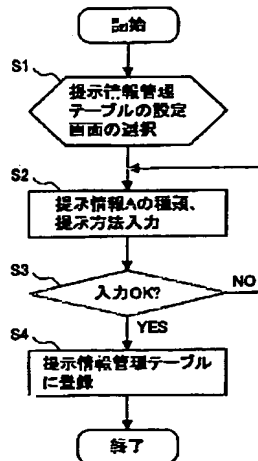 開始
S1
提示情報管理
テーブルの設定
画面の選択
S2
提示情報Aの種類、
提示方法入力
S3
入力OK?
NO
YES
S4
提示情報管理テーブル
に登録
終了